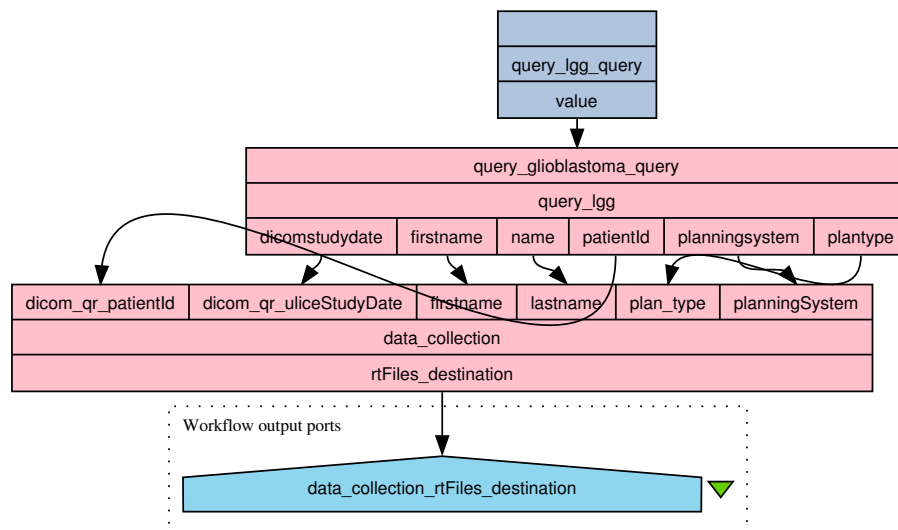 query_lgg_query
value
query_glioblastoma_query
query_lgg
dicomstudydate firstname name patientId planningsystem plantype
dicom_qr_patientId dicom_qr_uliceStudyDate firstname lastname plan_type planningSystem
data_collection
rtFiles_destination
Workflow output ports
data_collection_rtFiles_destination